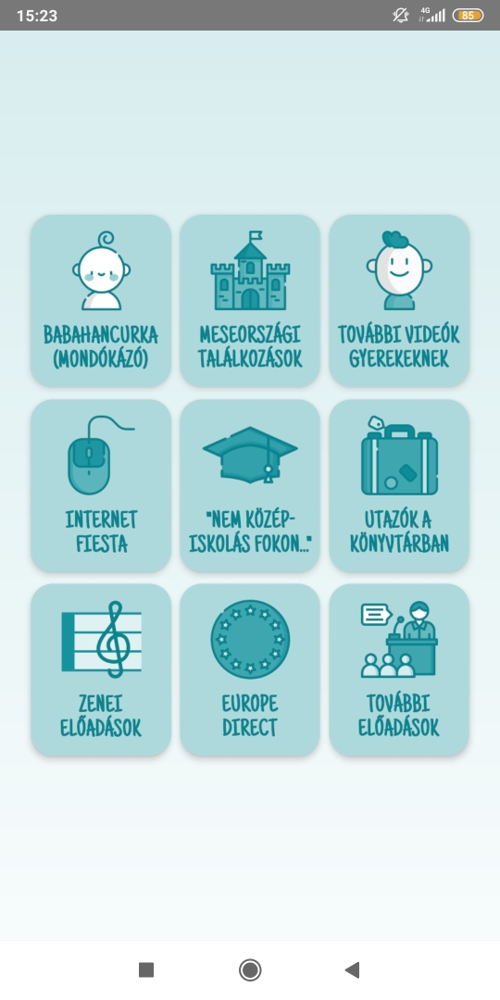 15:23
4G
85
BABAHANCURKA
(MONDÓKÁZÓ)
MESEORSZÁGI
TALÁLKOZÁSOK
TOVÁBBI VIDEÓK
GYEREKEKNEK
INTERNET
FIESTA
"NEM KÖZÉP-
ISKOLÁS FOKON..."
UTAZÓK A
KÖNYVTÁRBAN
ZENEI
ELŐADÁSOK
EUROPE
DIRECT
TOVÁBBI
ELŐADÁSOK